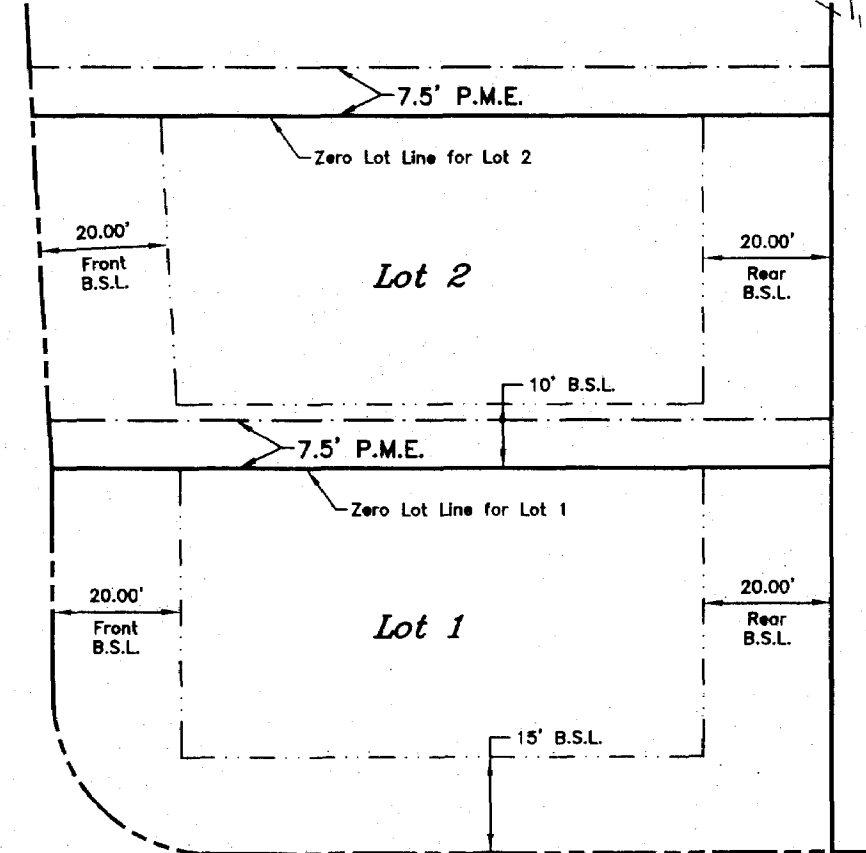 7.5' P.M.E.
Zero Lot Line for Lot 2
20.00'
Front
B.S.L.
Lot 2
20.00'
Rear
B.S.L.
10' B.S.L.
7.5' P.M.E.
Zero Lot Line for Lot 1
20.00'
Front
B.S.L.
Lot 1
20.00'
Rear
B.S.L.
15' B.S.L.